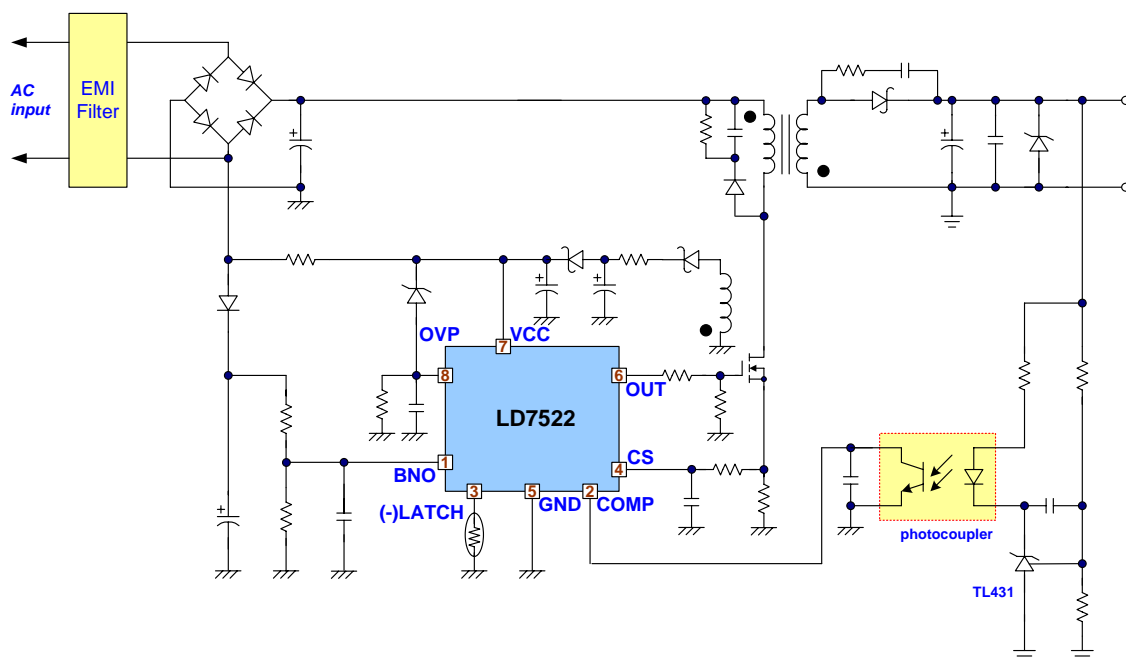 AC
input
EMI
Filter
OVP
VCC
7
8
6
OUT
LD7522
CS
1
4
BNO
3
5
2
(-)LATCH
GND
COMP
photocoupler
TL431
+
+
+
+